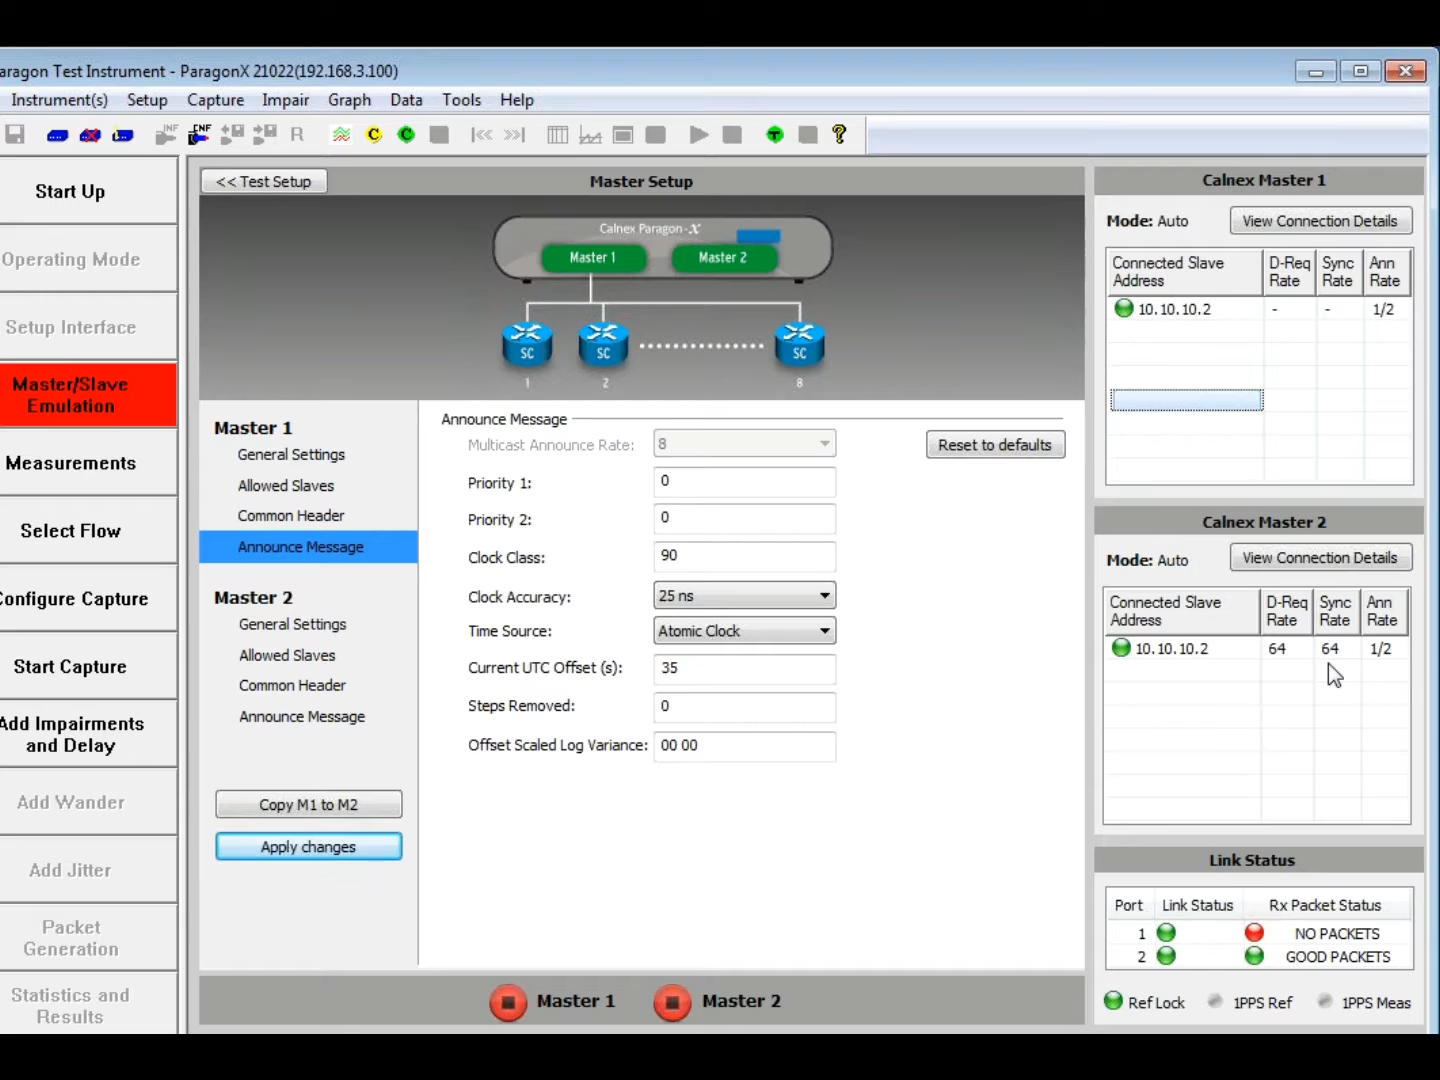 aragon Test Instrument - ParagonX 21022(192.168.3.100)
Instrument(s) Setup Capture Impair Graph Data Tools Help
INF CNF R C C T ?
Start Up
Operating Mode
Setup Interface
Master/Slave
Emulation
Measurements
Select Flow
Configure Capture
Start Capture
Add Impairments
and Delay
Add Wander
Add Jitter
Packet
Generation
Statistics and
Results
<< Test Setup
Master Setup
Calnex Paragon-X
Master 1 Master 2
SC SC SC
1 2 8
Master 1
General Settings
Allowed Slaves
Common Header
Announce Message
Master 2
General Settings
Allowed Slaves
Common Header
Announce Message
Copy M1 to M2
Apply changes
Announce Message
Multicast Announce Rate: 8
Reset to defaults
Priority 1: 0
Priority 2: 0
Clock Class: 90
Clock Accuracy: 25 ns
Time Source: Atomic Clock
Current UTC Offset (s): 35
Steps Removed: 0
Offset Scaled Log Variance: 00 00
Master 1 Master 2
Calnex Master 1
Mode: Auto View Connection Details
Connected Slave D-Req Sync Ann
Address Rate Rate Rate
10.10.10.2 - - 1/2
Calnex Master 2
Mode: Auto View Connection Details
Connected Slave D-Req Sync Ann
Address Rate Rate Rate
10.10.10.2 64 64 1/2
Link Status
Port Link Status Rx Packet Status
1 NO PACKETS
2 GOOD PACKETS
Ref Lock 1PPS Ref 1PPS Meas